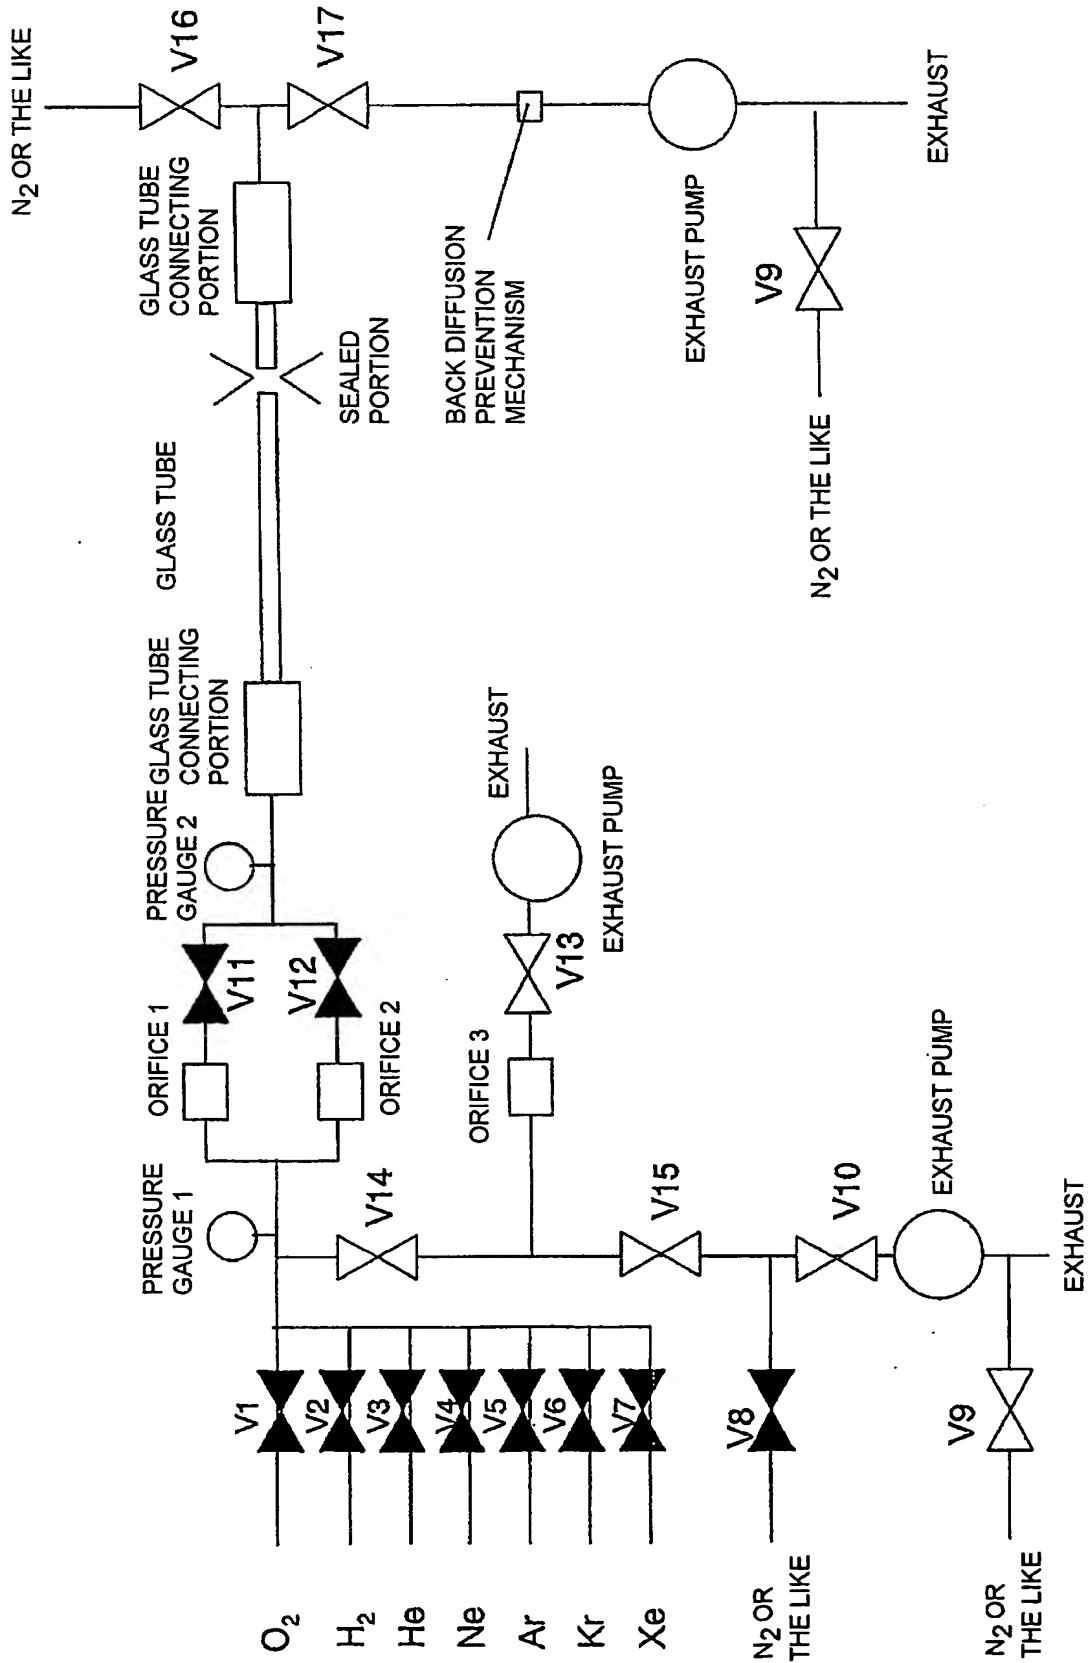 N2 OR THE LIKE
V16
V17
GLASS TUBE
CONNECTING
PORTION
SEALED
PORTION
BACK DIFFUSION
PREVENTION
MECHANISM
EXHAUST PUMP
EXHAUST
V9
N2 OR THE LIKE
GLASS TUBE
GLASS TUBE
CONNECTING
PORTION
PRESSURE
GAUGE 2
V11
V12
ORIFICE 1
ORIFICE 2
EXHAUST
EXHAUST PUMP
V13
ORIFICE 3
PRESSURE
GAUGE 1
V14
V15
V10
EXHAUST PUMP
EXHAUST
V1
V2
V3
V4
V5
V6
V7
V8
V9
O2
H2
He
Ne
Ar
Kr
Xe
N2 OR
THE LIKE
N2 OR
THE LIKE